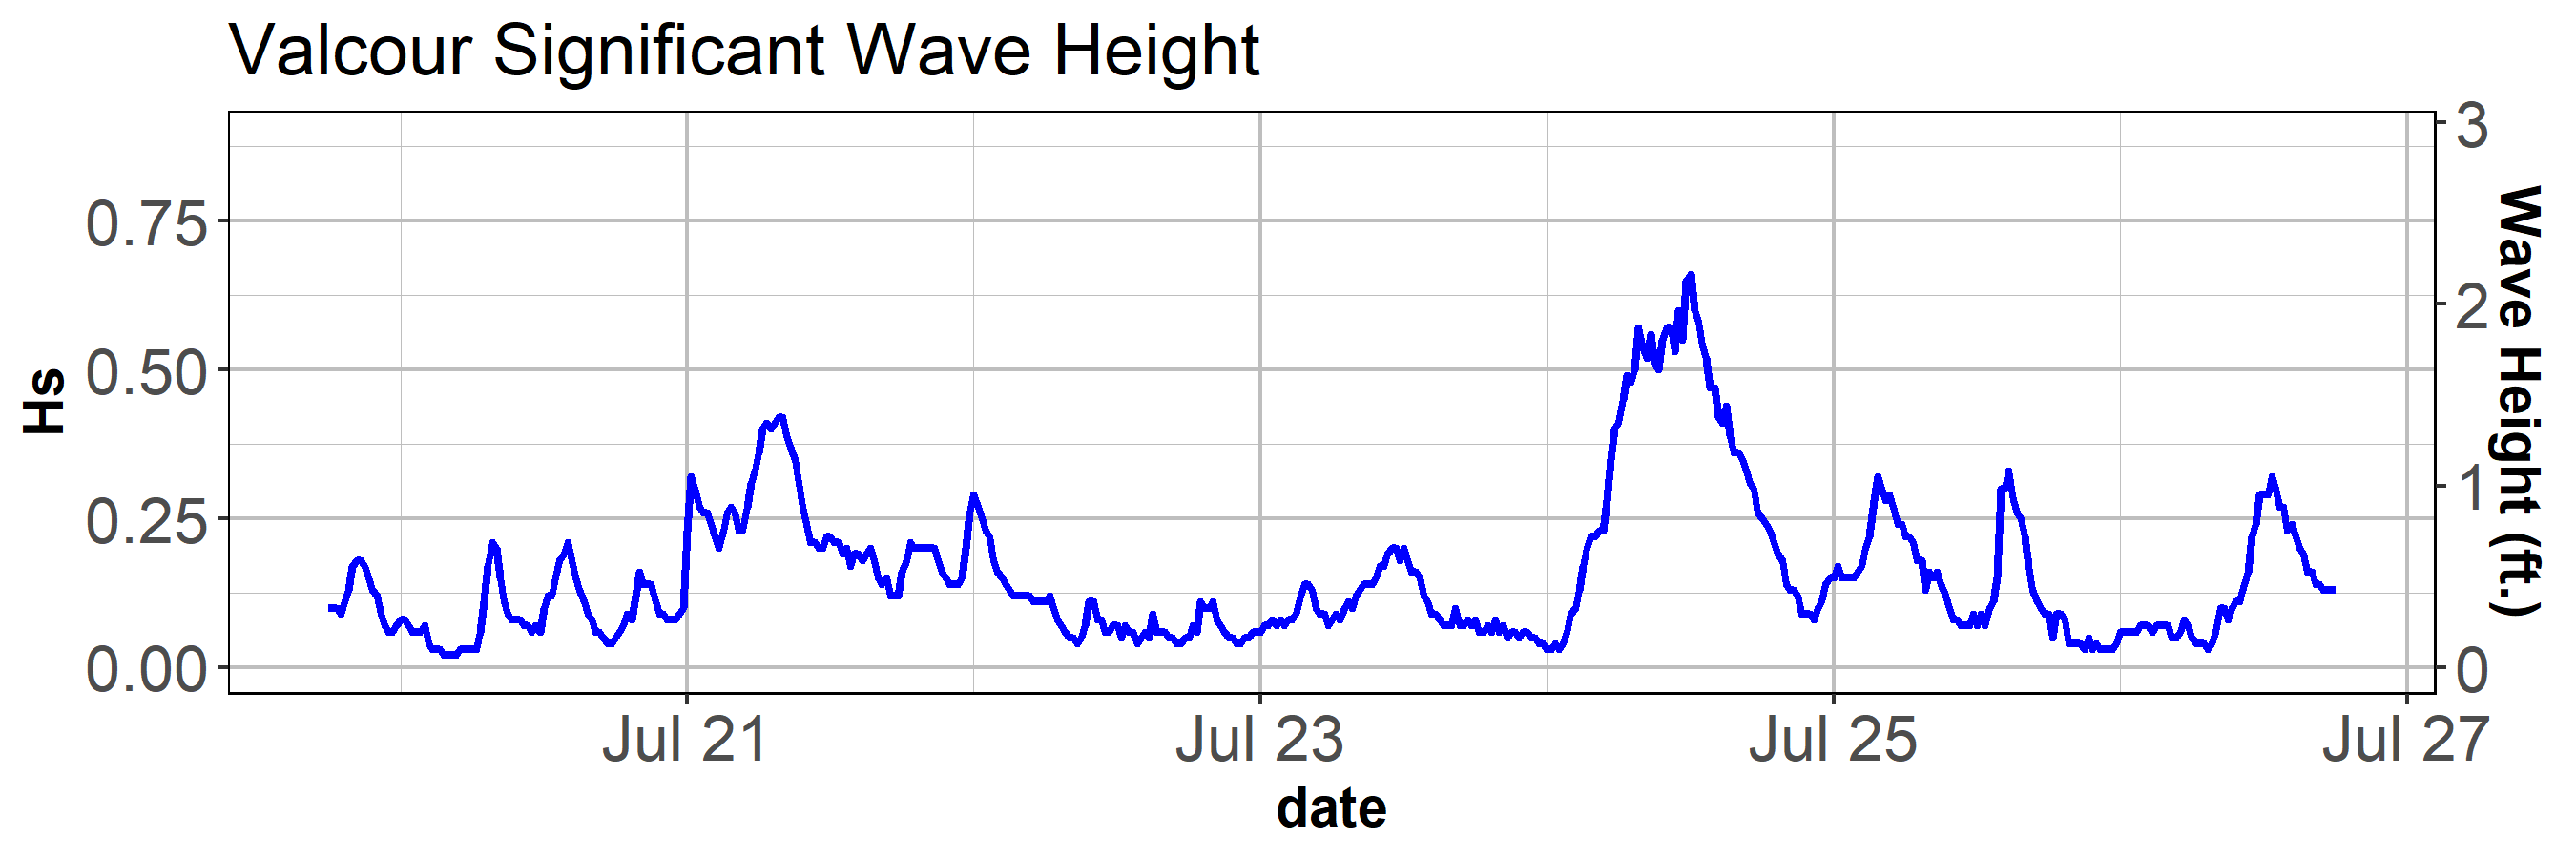 Valcour Significant Wave Height
Hs
0.75
0.50
0.25
0.00
3
2
1
0
Wave Height (ft.)
Jul 21
Jul 23
Jul 25
Jul 27
date